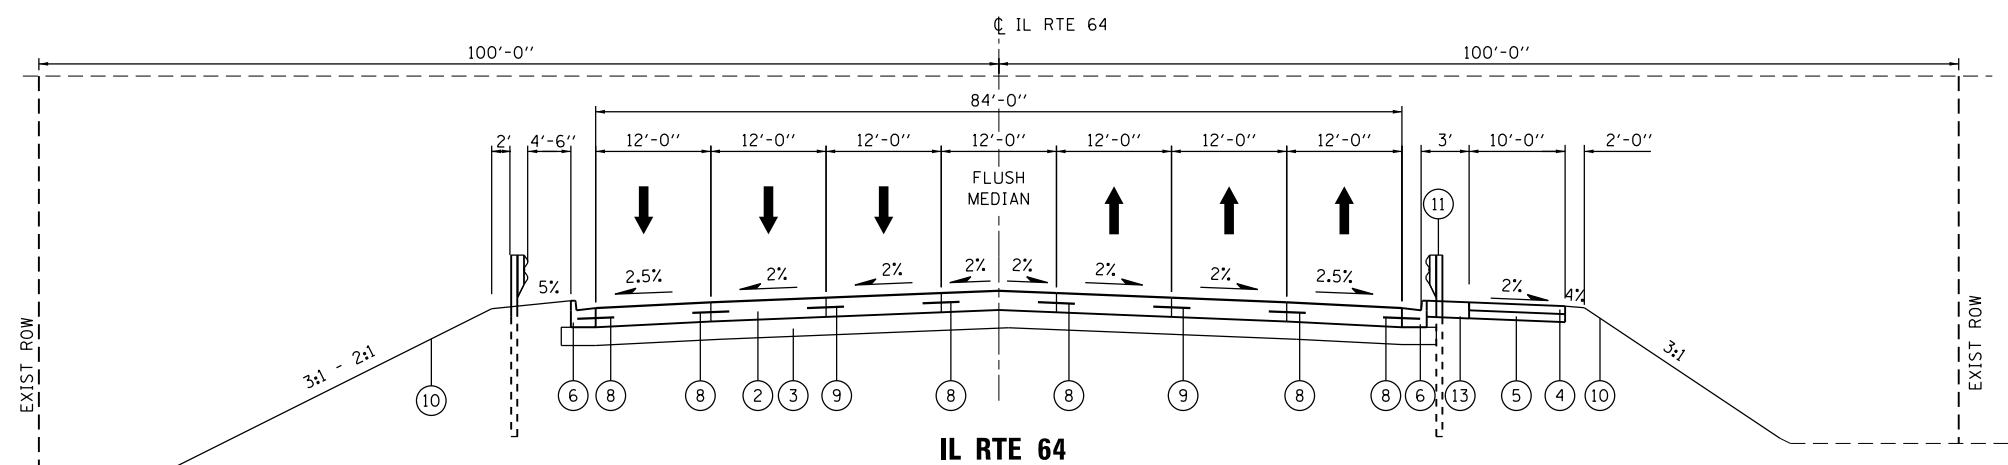 ℄ IL RTE 64
100'-0" 100'-0"
84'-0"
2' 4'-6" 12'-0" 12'-0" 12'-0" 12'-0" 12'-0" 12'-0" 12'-0" 3' 10'-0" 2'-0"
FLUSH
MEDIAN
11
5% 2.5% 2% 2% 2% 2% 2% 2% 2.5% 2% 4%
EXIST ROW
3:1 - 2:1
3:1
EXIST ROW
10 6 8 8 2 3 9 8 8 9 8 8 6 13 5 4 10
IL RTE 64